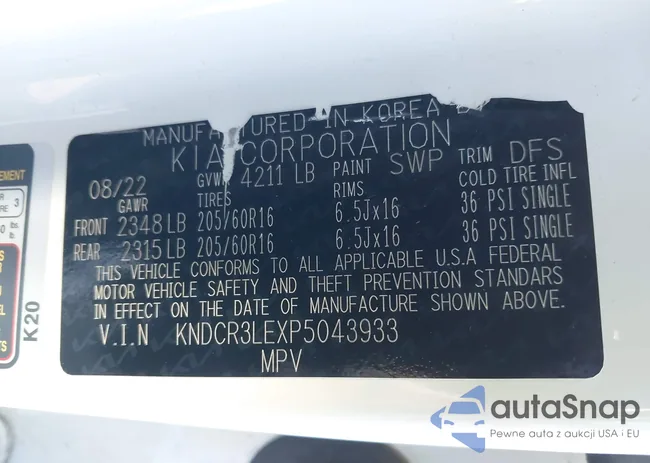 MANUFA TURED IN KOREA B
KIA CORPORATION
08/22 GVWR 4211 LB PAINT SWP TRIM DFS
GAWR TIRES RIMS COLD TIRE INFL
FRONT 2348 LB 205/60R16 6.5Jx16 36 PSI SINGLE
REAR 2315 LB 205/60R16 6.5Jx16 36 PSI SINGLE
THIS VEHICLE CONFORMS TO ALL APPLICABLE U.S.A FEDERAL
MOTOR VEHICLE SAFETY AND THEFT PREVENTION STANDARS
IN EFFECT ON THE DATE OF MANUFACTURE SHOWN ABOVE.
V.I.N KNDCR3LEXP5043933
MPV
K20
autaSnap
Pewne auta z aukcji USA i EU